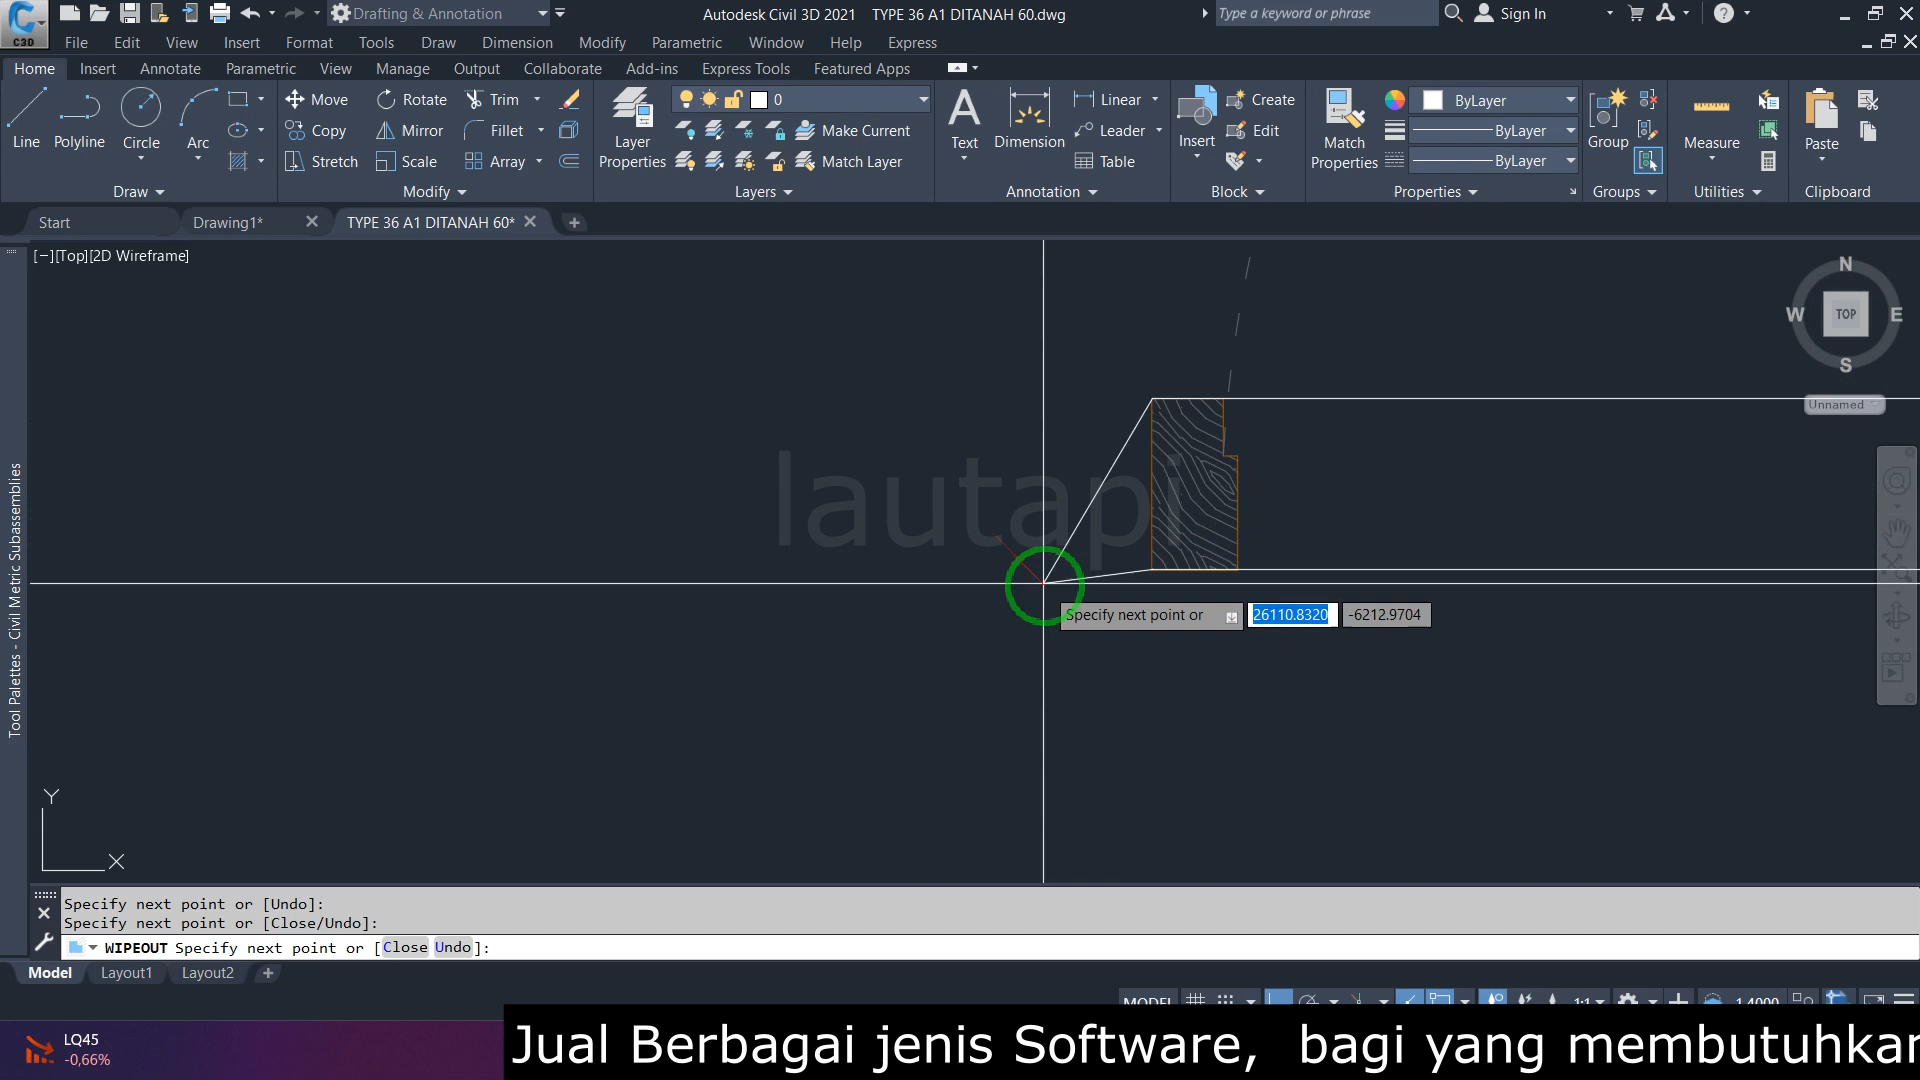 Drafting & Annotation
Autodesk Civil 3D 2021 TYPE 36 A1 DITANAH 60.dwg
Type a keyword or phrase
Sign In
C3D
File Edit View Insert Format Tools Draw Dimension Modify Parametric Window Help Express
Home Insert Annotate Parametric View Manage Output Collaborate Add-ins Express Tools Featured Apps
Line
Polyline
Circle
Arc
Move
Rotate
Trim
Copy
Mirror
Fillet
Stretch
Scale
Array
Layer
Properties
0
Make Current
Match Layer
Text
Dimension
Linear
Leader
Table
Insert
Create
Edit
Match
Properties
ByLayer
ByLayer
ByLayer
Group
Measure
Paste
Draw Modify Layers Annotation Block Properties Groups Utilities Clipboard
Start Drawing1* TYPE 36 A1 DITANAH 60*
[−][Top][2D Wireframe]
N
W TOP E
S
Unnamed
lautapi
Specify next point or 26110.8320 -6212.9704
Tool Palettes - Civil Metric Subassemblies
Y
X
Specify next point or [Undo]:
Specify next point or [Close/Undo]:
WIPEOUT Specify next point or [Close Undo]:
Model Layout1 Layout2
MODEL 1:1 1.4000
LQ45
-0,66%
Jual Berbagai jenis Software, bagi yang membutuhkan